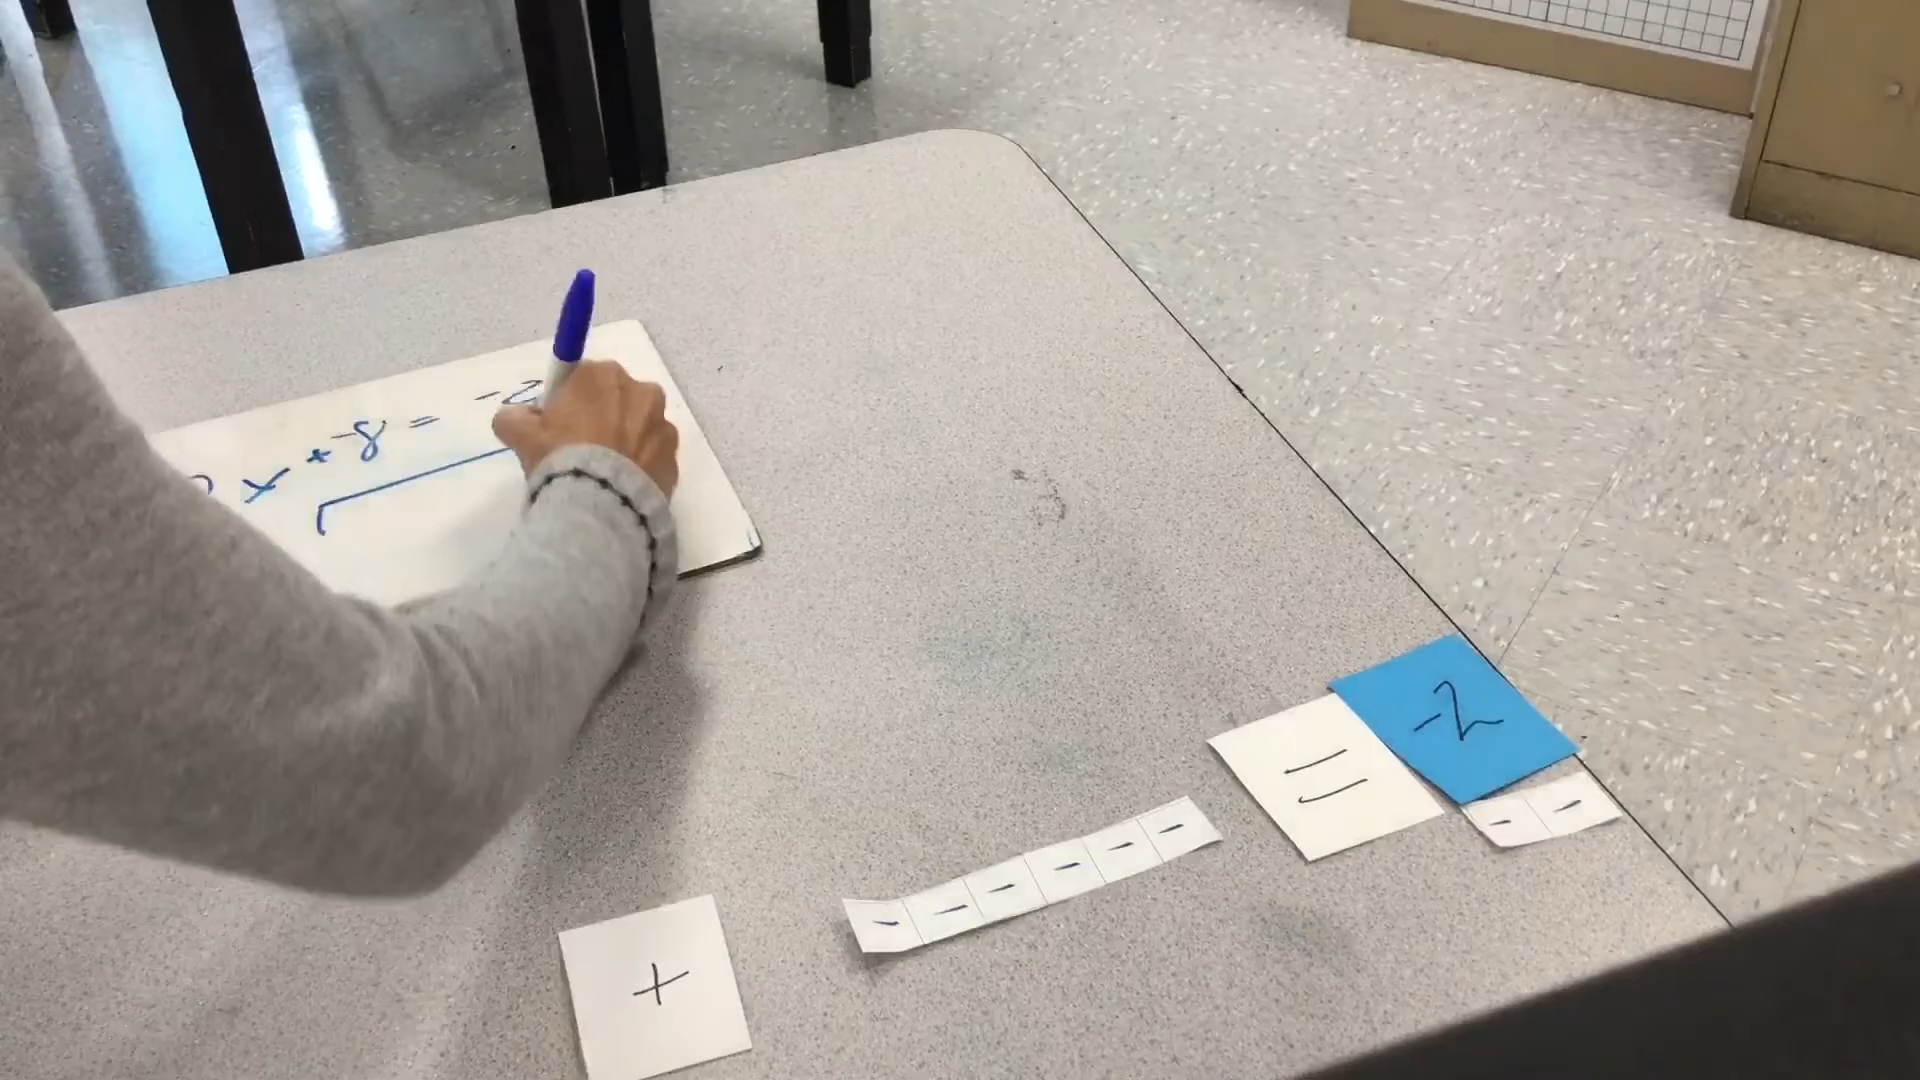 x + -8 = -2
-2
=
- - - - - -
- -
+